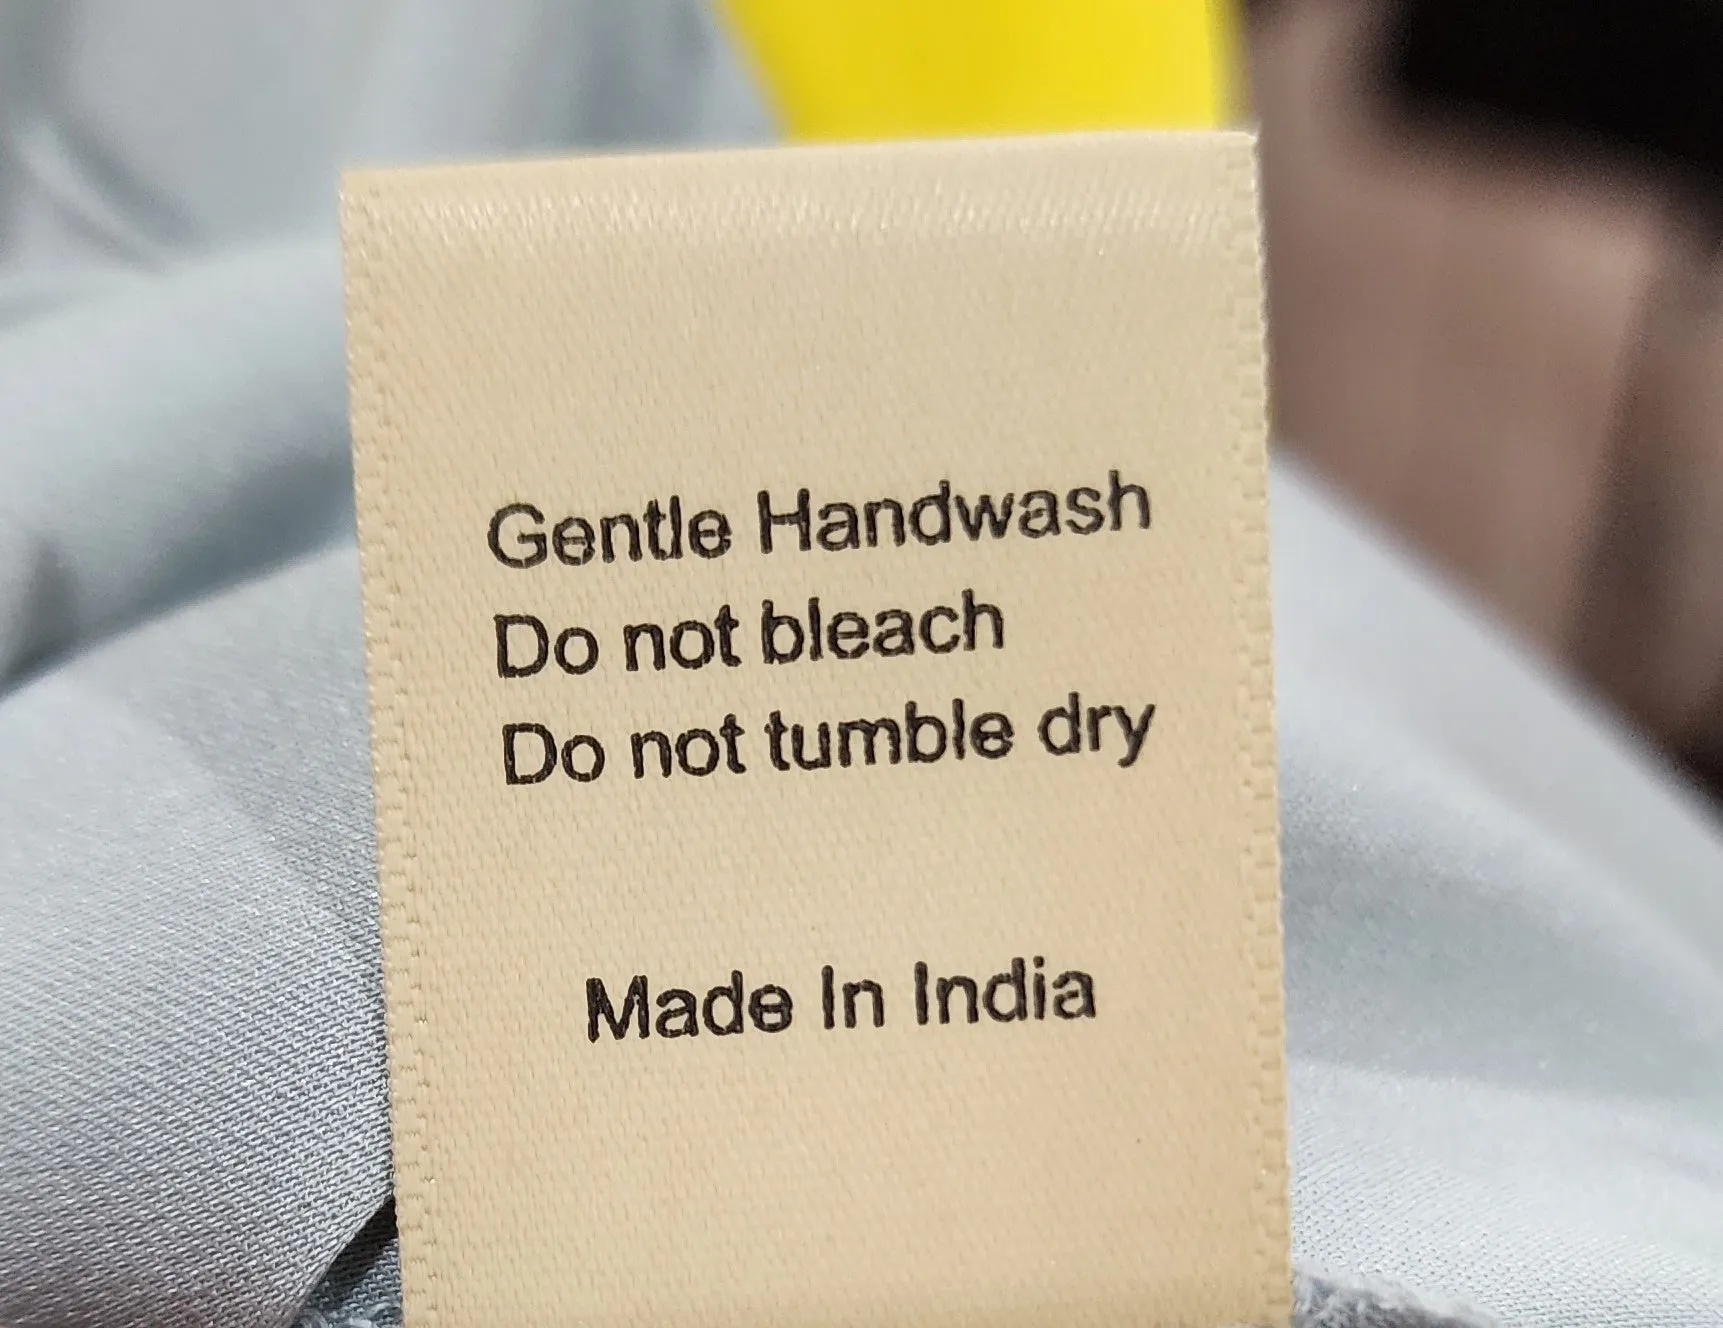 Gentle Handwash
Do not bleach
Do not tumble dry
Made In India